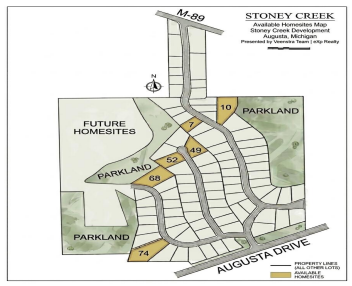 M-89
STONEY CREEK
Available Homesites Map
Stoney Creek Development
Augusta, Michigan
Presented by Veenstra Team | eXp Realty
N
10
PARKLAND
FUTURE
HOMESITES
7
49
52
PARKLAND
68
PARKLAND
74
AUGUSTA DRIVE
PROPERTY LINES
(ALL OTHER LOTS)
AVAILABLE
HOMESITES